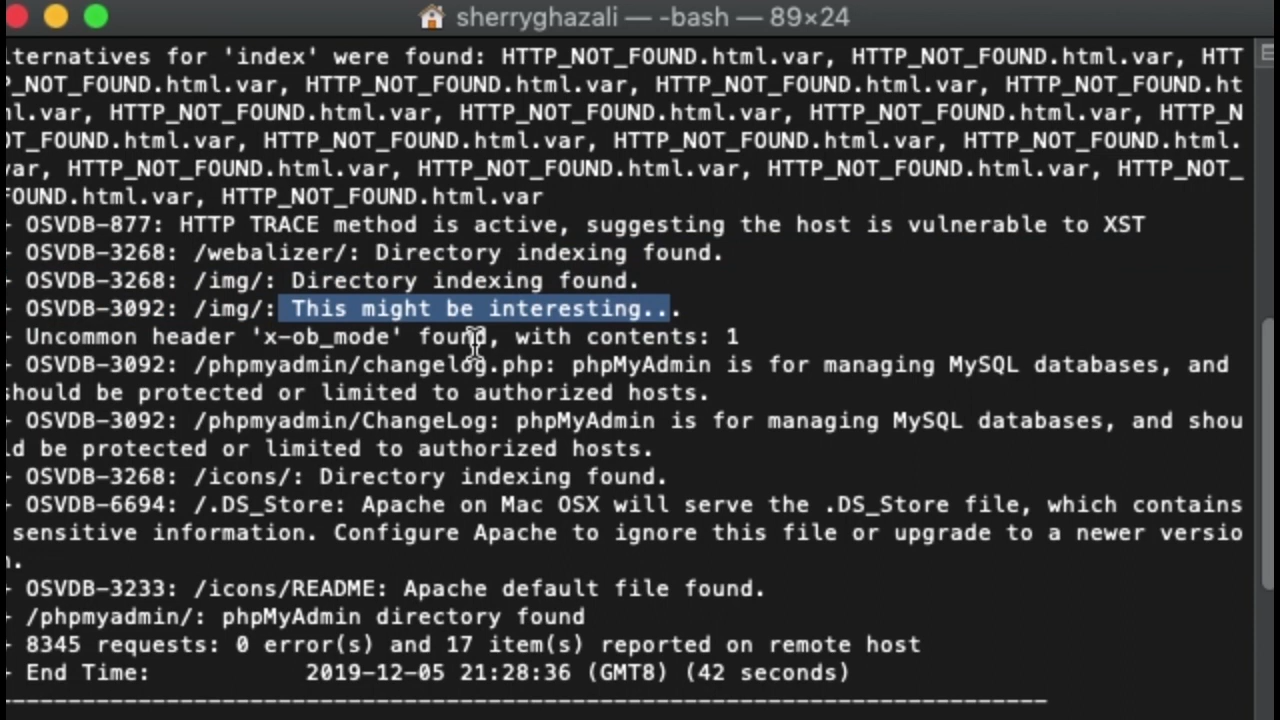 sherryghazali — -bash — 89×24
lternatives for 'index' were found: HTTP_NOT_FOUND.html.var, HTTP_NOT_FOUND.html.var, HTT
P_NOT_FOUND.html.var, HTTP_NOT_FOUND.html.var, HTTP_NOT_FOUND.html.var, HTTP_NOT_FOUND.ht
ml.var, HTTP_NOT_FOUND.html.var, HTTP_NOT_FOUND.html.var, HTTP_NOT_FOUND.html.var, HTTP_N
OT_FOUND.html.var, HTTP_NOT_FOUND.html.var, HTTP_NOT_FOUND.html.var, HTTP_NOT_FOUND.html.
var, HTTP_NOT_FOUND.html.var, HTTP_NOT_FOUND.html.var, HTTP_NOT_FOUND.html.var, HTTP_NOT_
FOUND.html.var, HTTP_NOT_FOUND.html.var
+ OSVDB-877: HTTP TRACE method is active, suggesting the host is vulnerable to XST
+ OSVDB-3268: /webalizer/: Directory indexing found.
+ OSVDB-3268: /img/: Directory indexing found.
+ OSVDB-3092: /img/: This might be interesting...
+ Uncommon header 'x-ob_mode' found, with contents: 1
+ OSVDB-3092: /phpmyadmin/changelog.php: phpMyAdmin is for managing MySQL databases, and
should be protected or limited to authorized hosts.
+ OSVDB-3092: /phpmyadmin/ChangeLog: phpMyAdmin is for managing MySQL databases, and shou
ld be protected or limited to authorized hosts.
+ OSVDB-3268: /icons/: Directory indexing found.
+ OSVDB-6694: /.DS_Store: Apache on Mac OSX will serve the .DS_Store file, which contains
sensitive information. Configure Apache to ignore this file or upgrade to a newer versio
n.
+ OSVDB-3233: /icons/README: Apache default file found.
+ /phpmyadmin/: phpMyAdmin directory found
+ 8345 requests: 0 error(s) and 17 item(s) reported on remote host
+ End Time: 2019-12-05 21:28:36 (GMT8) (42 seconds)